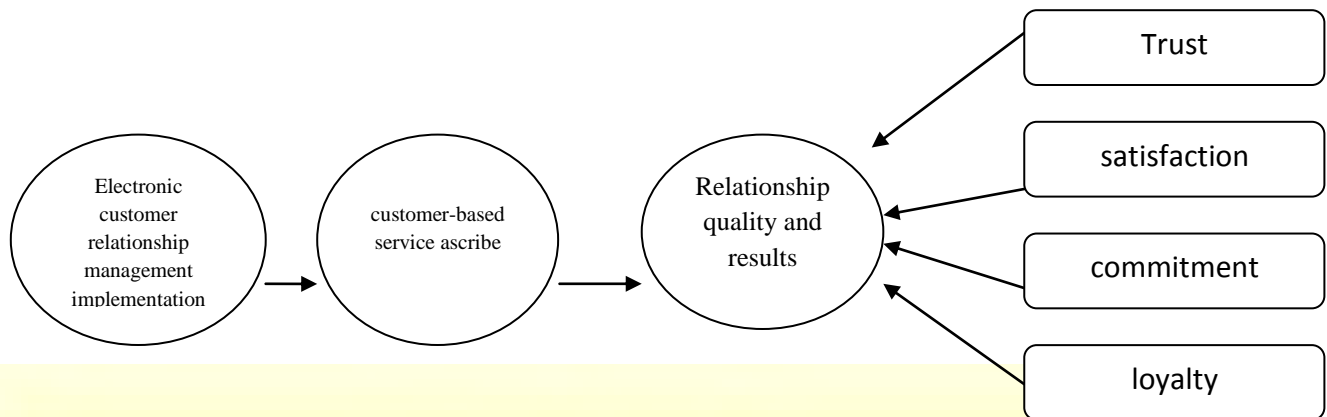 Electronic
customer
relationship
management
implementation
customer-based
service ascribe
Relationship
quality and
results
Trust
satisfaction
commitment
loyalty